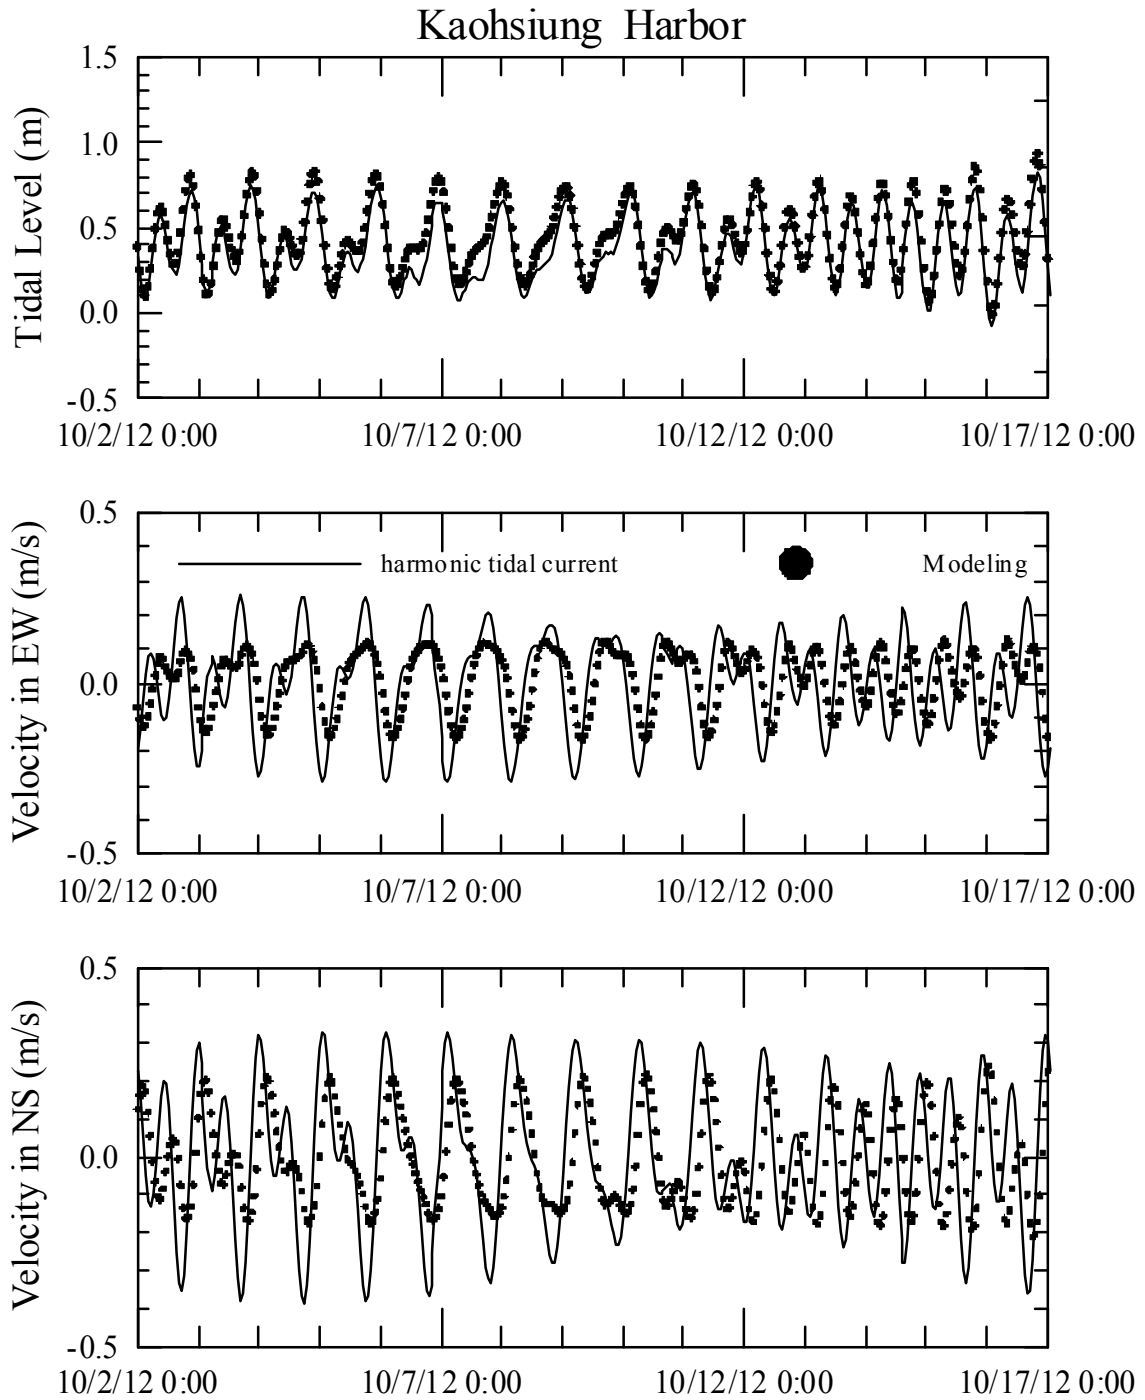 Kaohsiung Harbor
Tidal Level (m)
1.5
1.0
0.5
0.0
-0.5
10/2/12 0:00 10/7/12 0:00 10/12/12 0:00 10/17/12 0:00
Velocity in EW (m/s)
0.5
harmonic tidal current Modeling
0.0
-0.5
10/2/12 0:00 10/7/12 0:00 10/12/12 0:00 10/17/12 0:00
Velocity in NS (m/s)
0.5
0.0
-0.5
10/2/12 0:00 10/7/12 0:00 10/12/12 0:00 10/17/12 0:00